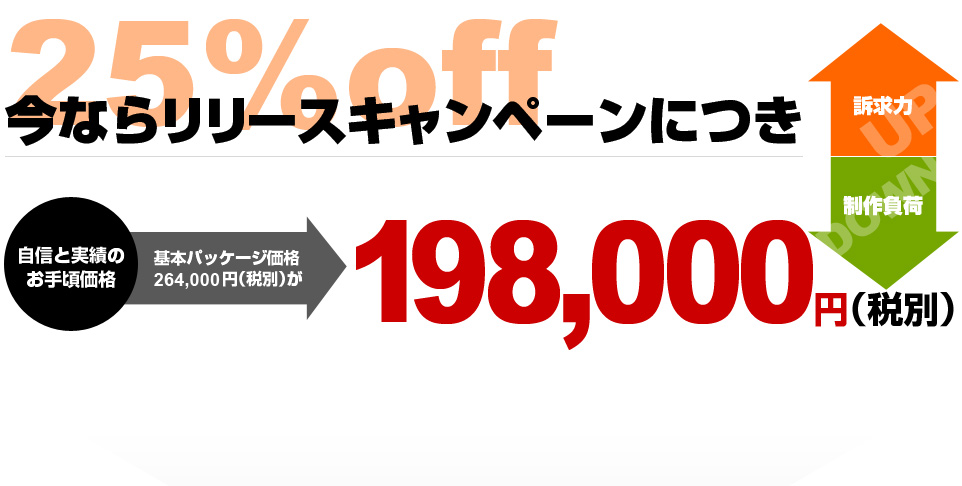 25%off
今ならリリースキャンペーンにつき
訴求力
UP
制作負荷
DOWN
自信と実績の
お手頃価格
基本パッケージ価格
264,000円(税別)が
198,000円(税別)